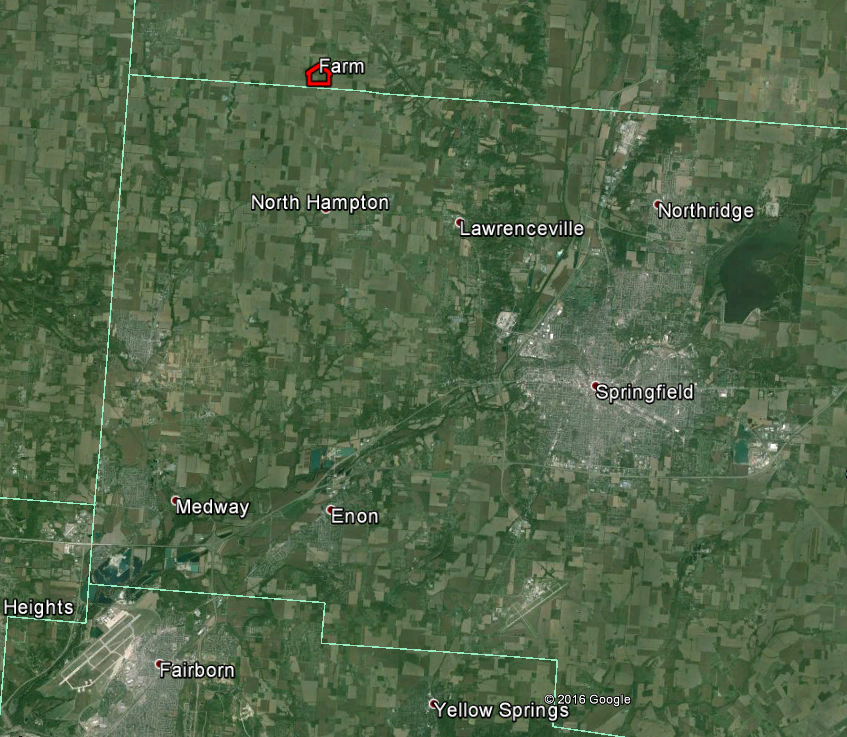 Farm
North Hampton
Northridge
Lawrenceville
Springfield
Medway
Enon
Heights
Fairborn
© 2016 Google
Yellow Springs